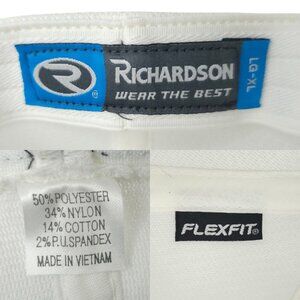 RICHARDSON
WEAR THE BEST
LG-XL
50% POLYESTER
34% NYLON
14% COTTON
2% P.U.SPANDEX
MADE IN VIETNAM
FLEXFIT®